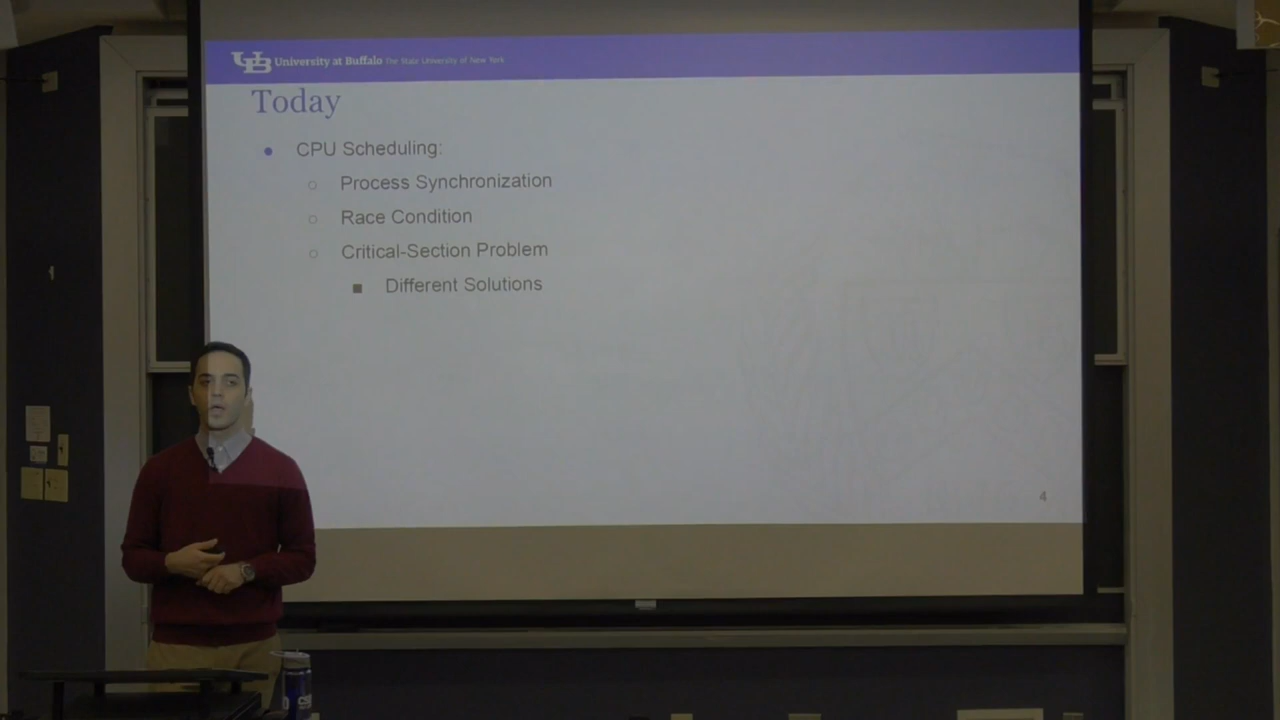 University at Buffalo The State University of New York
Today
CPU Scheduling:
Process Synchronization
Race Condition
Critical-Section Problem
Different Solutions
4